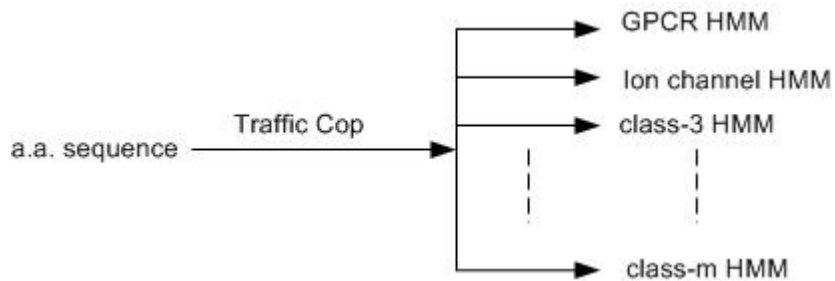 GPCR HMM
Ion channel HMM
Traffic Cop
class-3 HMM
a.a. sequence
class-m HMM